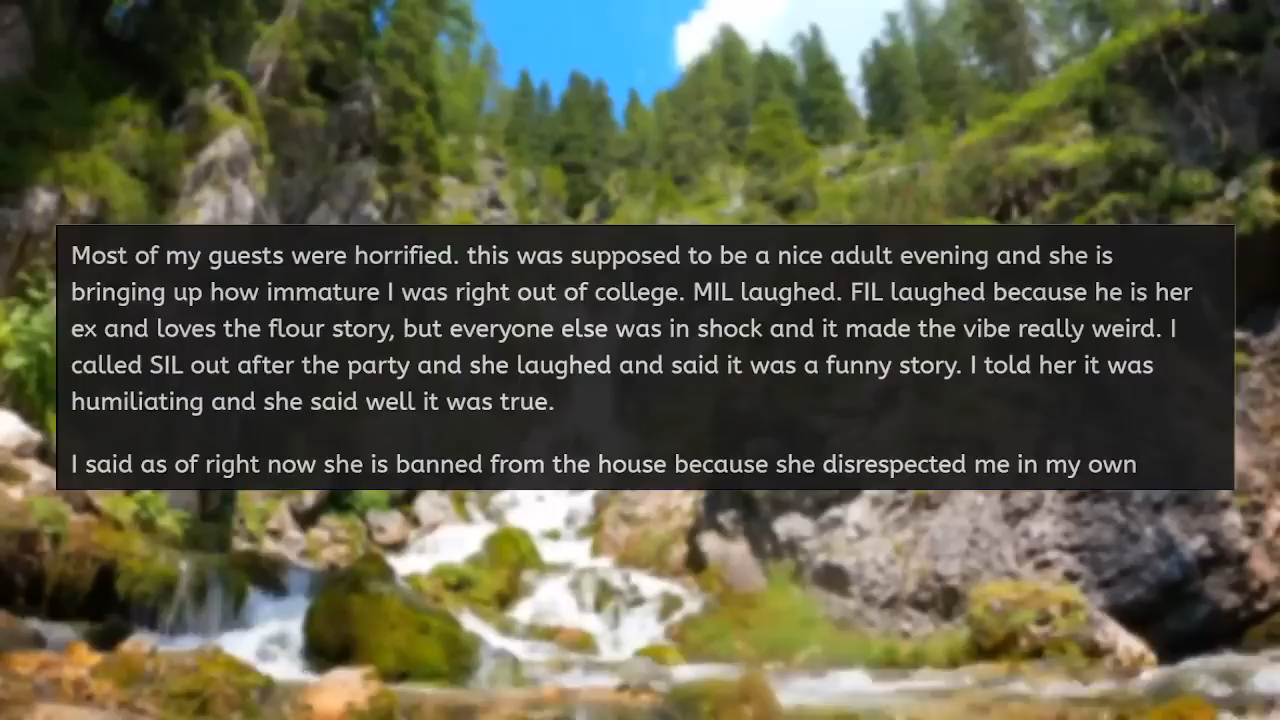 Most of my guests were horrified. this was supposed to be a nice adult evening and she is
bringing up how immature I was right out of college. MIL laughed. FIL laughed because he is her
ex and loves the flour story, but everyone else was in shock and it made the vibe really weird. I
called SIL out after the party and she laughed and said it was a funny story. I told her it was
humiliating and she said well it was true.
I said as of right now she is banned from the house because she disrespected me in my own